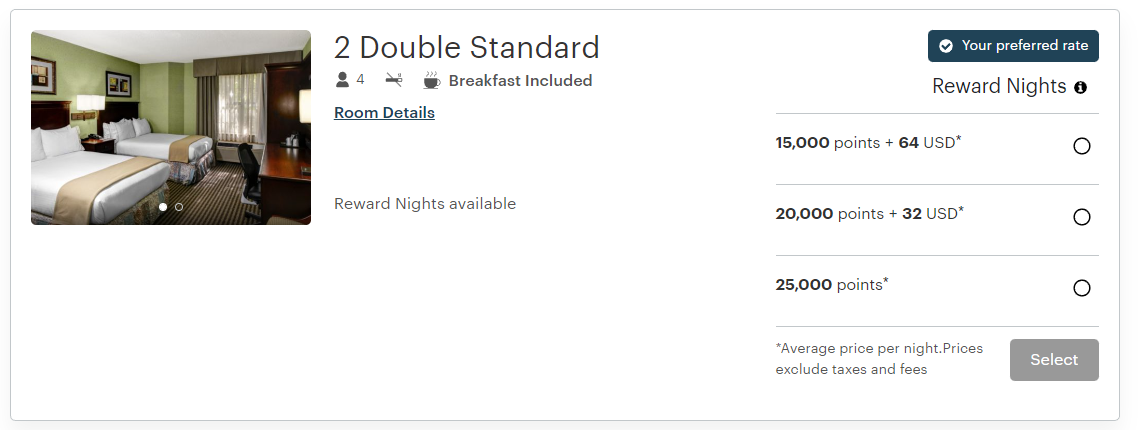 2 Double Standard
4
Breakfast Included
Room Details
Reward Nights available
Your preferred rate
Reward Nights
15,000 points + 64 USD*
20,000 points + 32 USD*
25,000 points*
*Average price per night.Prices
exclude taxes and fees
Select